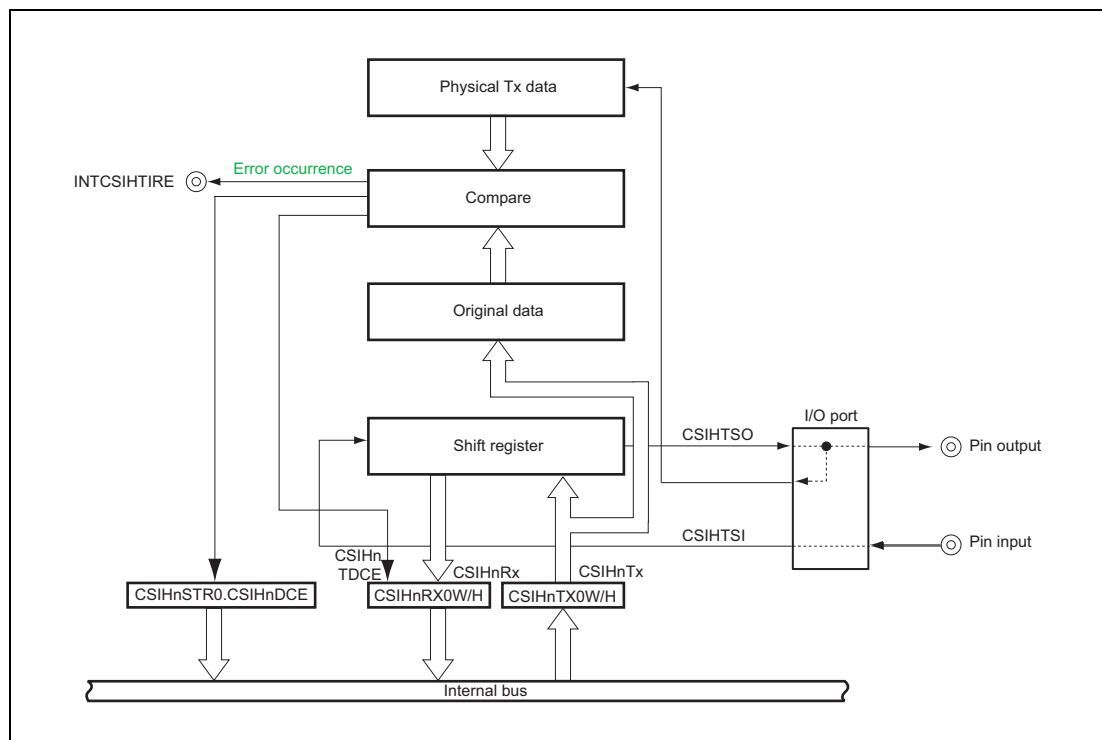 Physical Tx data
Error occurrence
INTCSIHTIRE
Compare
Original data
I/O port
CSIHTSO
Shift register
Pin output
CSIHTSI
Pin input
CSIHn
TDCE
CSIHnRx
CSIHnTx
CSIHnSTR0.CSIHnDCE
CSIHnRX0W/H
CSIHnTX0W/H
Internal bus